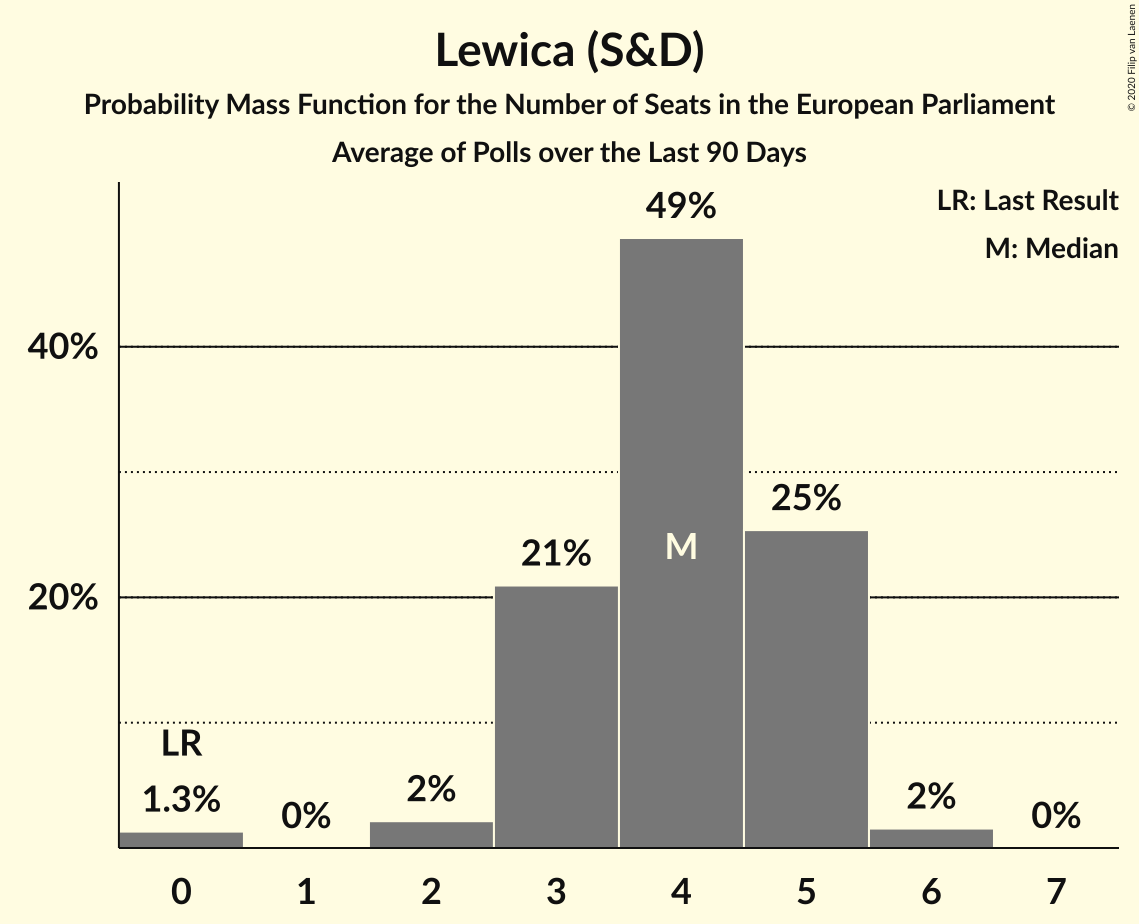 Lewica (S&D)
Probability Mass Function for the Number of Seats in the European Parliament
Average of Polls over the Last 90 Days
© 2020 Filip van Laenen
LR: Last Result
M: Median
40%
20%
LR
1.3%
0%
2%
21%
49%
M
25%
2%
0%
0 1 2 3 4 5 6 7